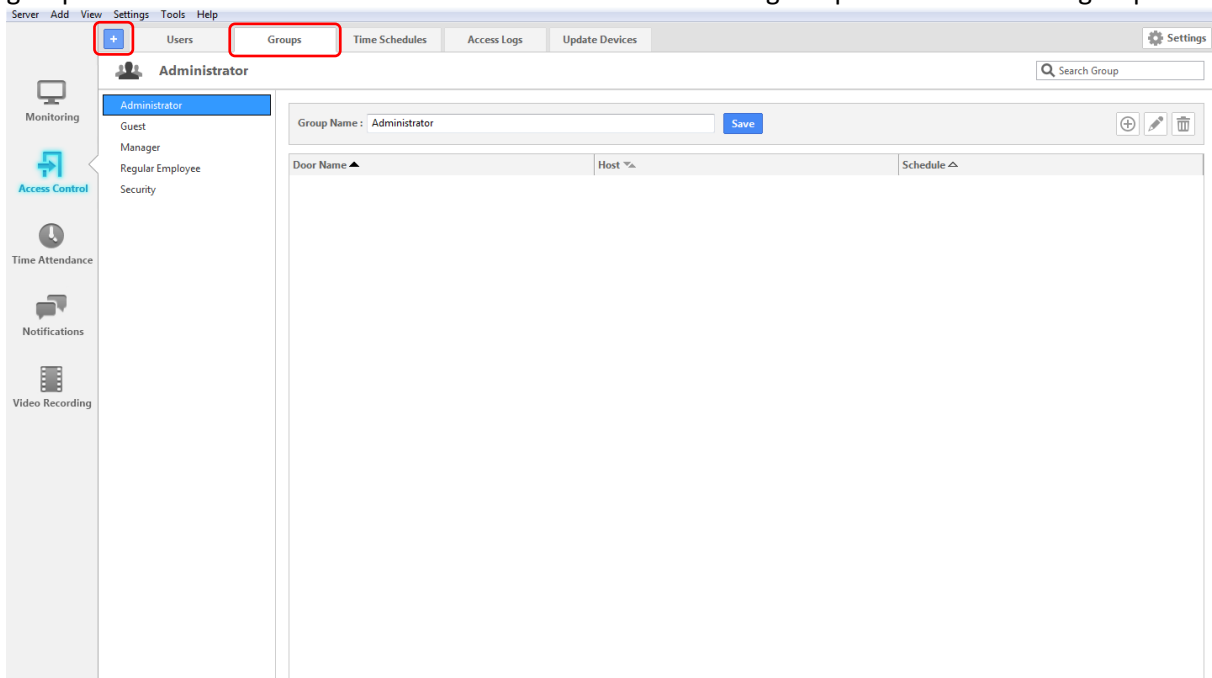 Server Add View Settings Tools Help
+ Users Groups Time Schedules Access Logs Update Devices Settings
Administrator Search Group
Monitoring
Access Control
Time Attendance
Notifications
Video Recording
Administrator
Guest
Manager
Regular Employee
Security
Group Name : Administrator Save
Door Name Host Schedule